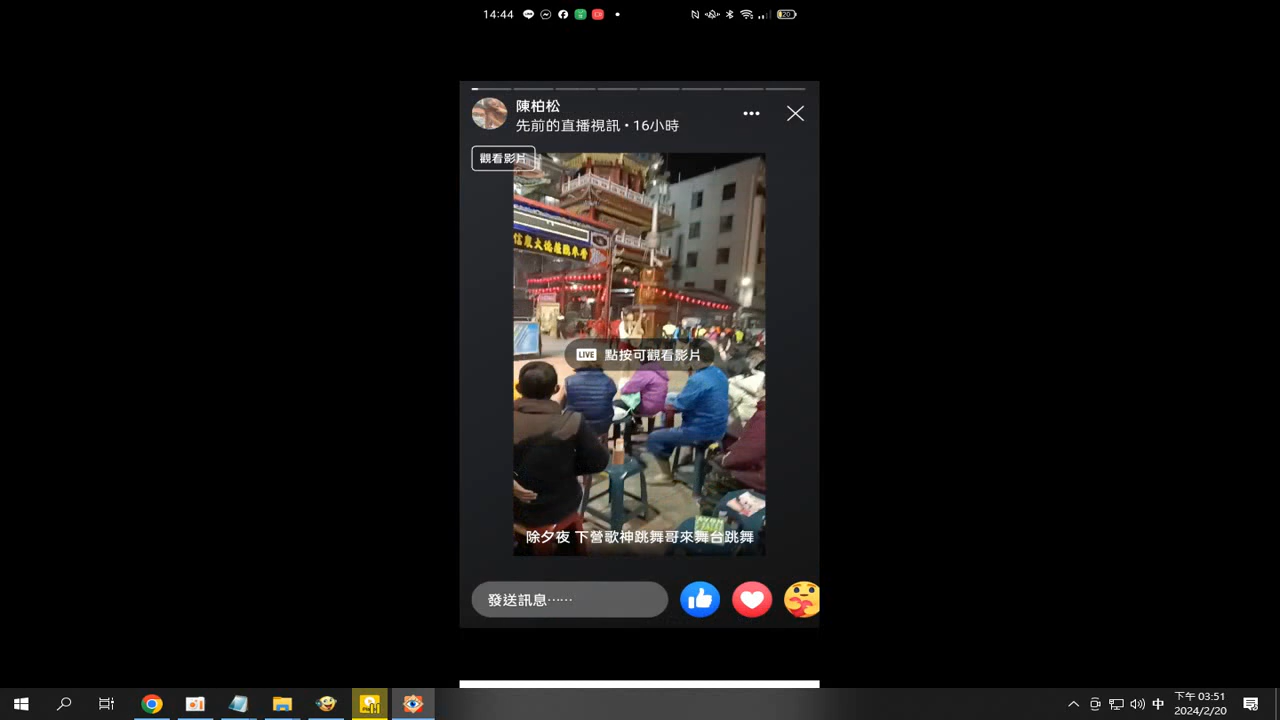 14:44
20
陳柏松
先前的直播視訊 • 16小時
觀看影片
LIVE 點按可觀看影片
除夕夜 下營歌神跳舞哥來舞台跳舞
發送訊息……
中
下午 03:51
2024/2/20